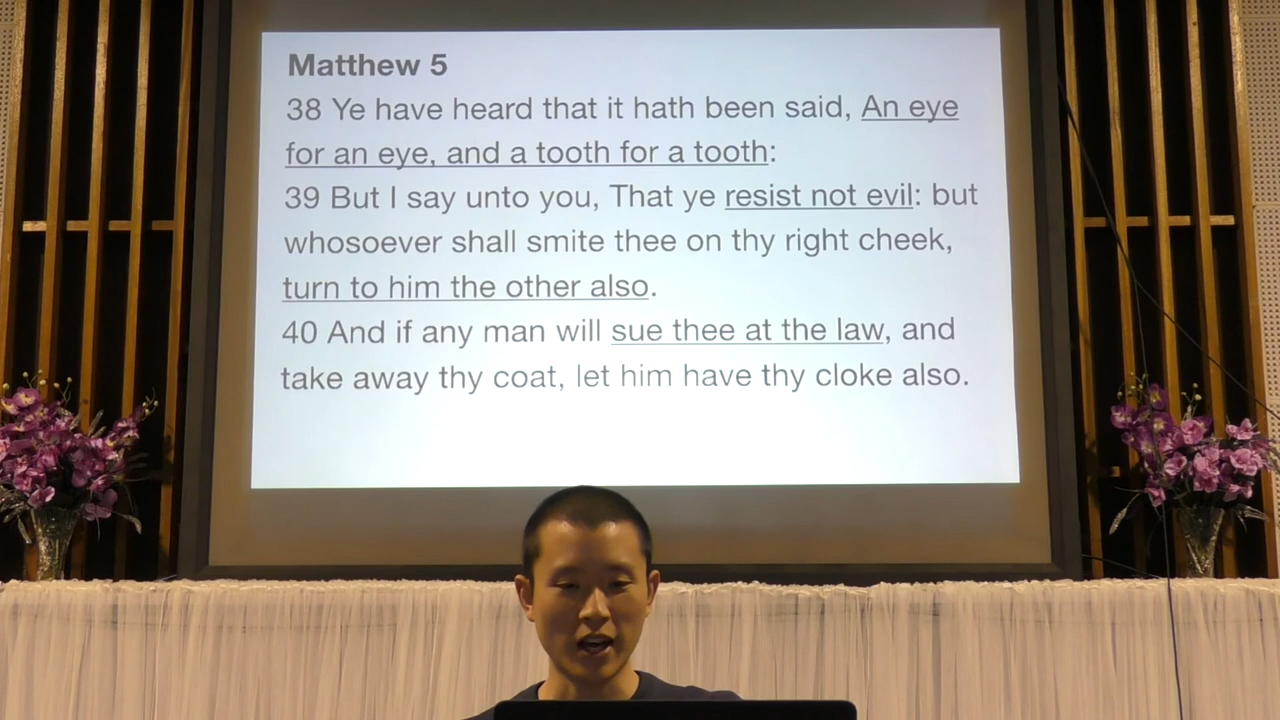 Matthew 5
38 Ye have heard that it hath been said, An eye
for an eye, and a tooth for a tooth:
39 But I say unto you, That ye resist not evil: but
whosoever shall smite thee on thy right cheek,
turn to him the other also.
40 And if any man will sue thee at the law, and
take away thy coat, let him have thy cloke also.